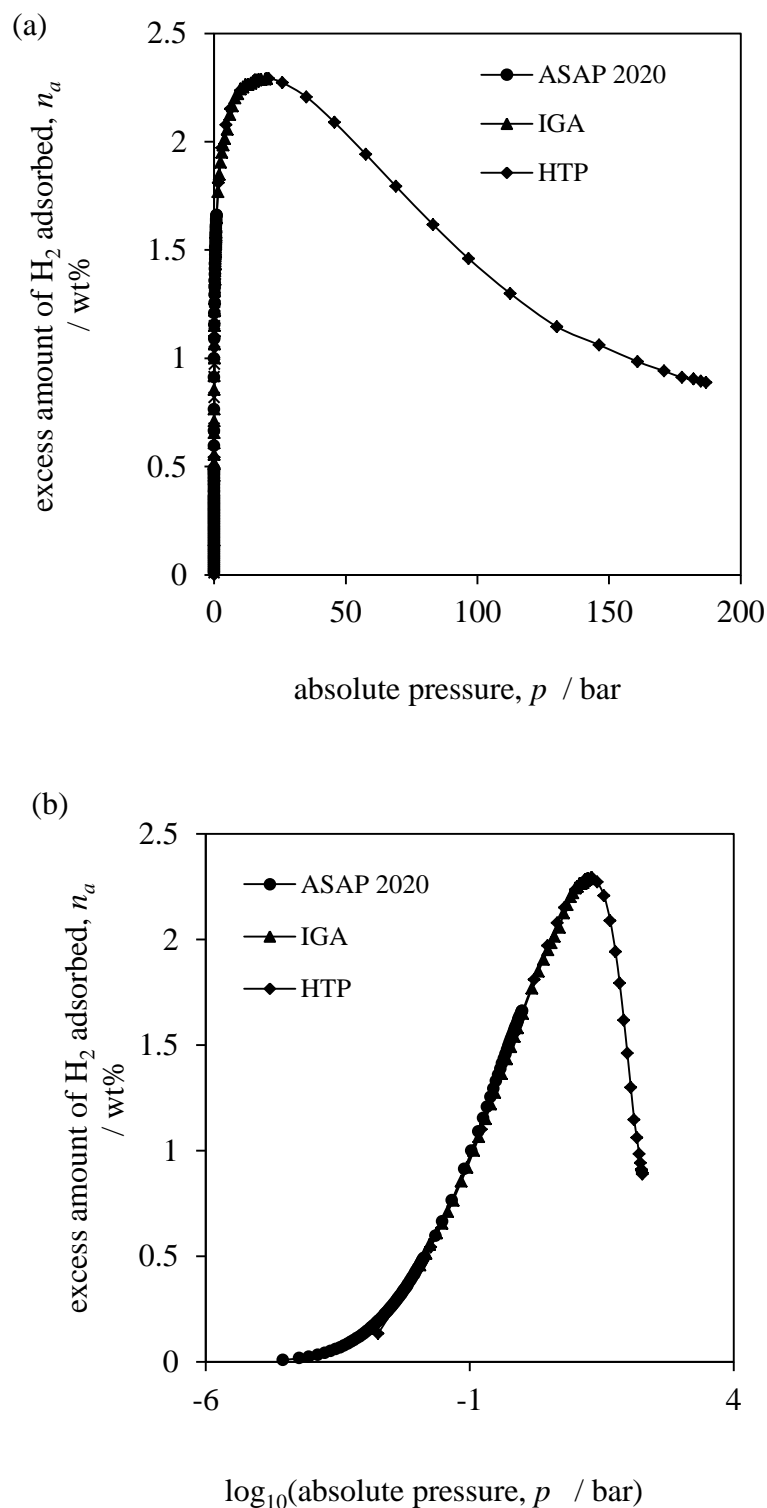 (a)
2.5
2
1.5
1
0.5
0
excess amount of H₂ adsorbed, nₐ
/ wt%
ASAP 2020
IGA
HTP
0 50 100 150 200
absolute pressure, p / bar
(b)
2.5
2
1.5
1
0.5
0
excess amount of H₂ adsorbed, nₐ
/ wt%
ASAP 2020
IGA
HTP
-6 -1 4
log₁₀(absolute pressure, p / bar)